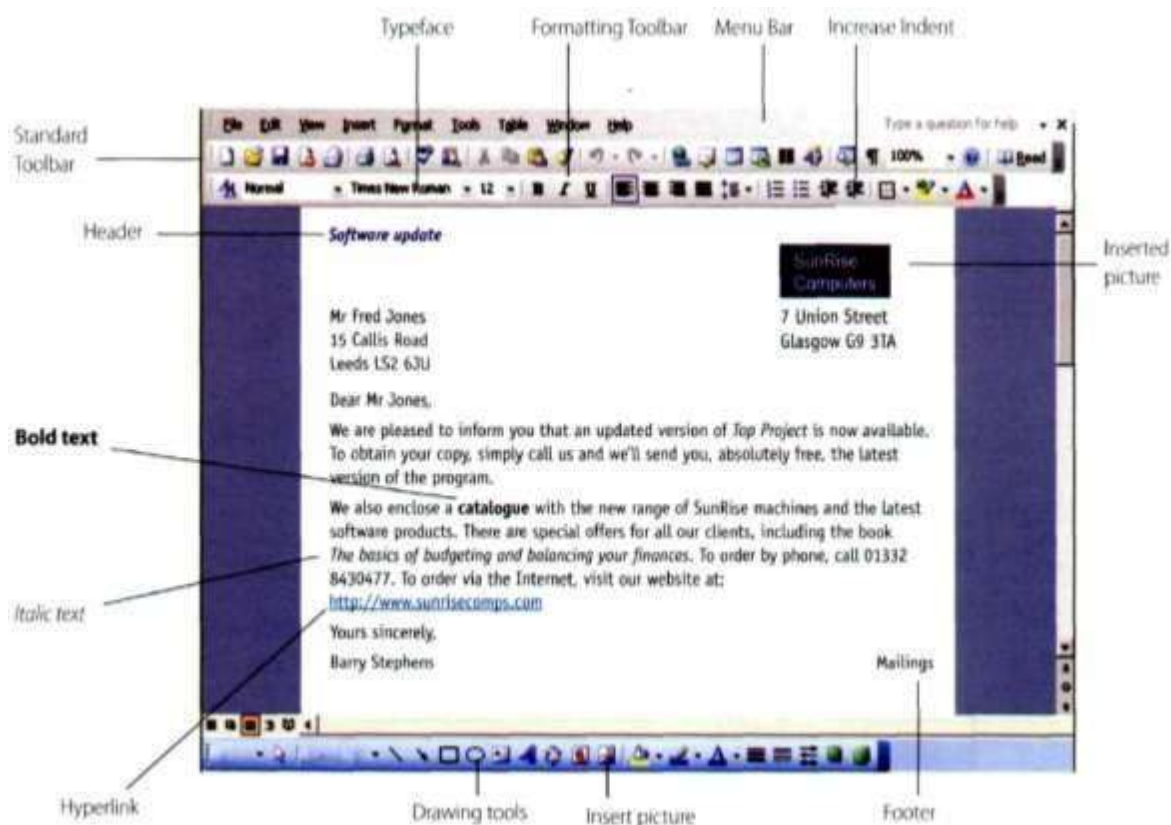 Typeface Formatting Toolbar Menu Bar Increase Indent
Standard
Toolbar
File Edit View Insert Format Tools Table Window Help Type a question for help
100% Read
Normal Times New Roman 12 B I U
Header
Software update
SunRise
Computers
Inserted
picture
Mr Fred Jones
15 Callis Road
Leeds LS2 6JU
7 Union Street
Glasgow G9 3TA
Dear Mr Jones,
Bold text
We are pleased to inform you that an updated version of Top Project is now available.
To obtain your copy, simply call us and we'll send you, absolutely free, the latest
version of the program.
We also enclose a catalogue with the new range of SunRise machines and the latest
software products. There are special offers for all our clients, including the book
The basics of budgeting and balancing your finances. To order by phone, call 01332
8430477. To order via the Internet, visit our website at:
http://www.sunrisecomps.com
Italic text
Yours sincerely,
Barry Stephens
Mailings
Hyperlink Drawing tools Insert picture Footer